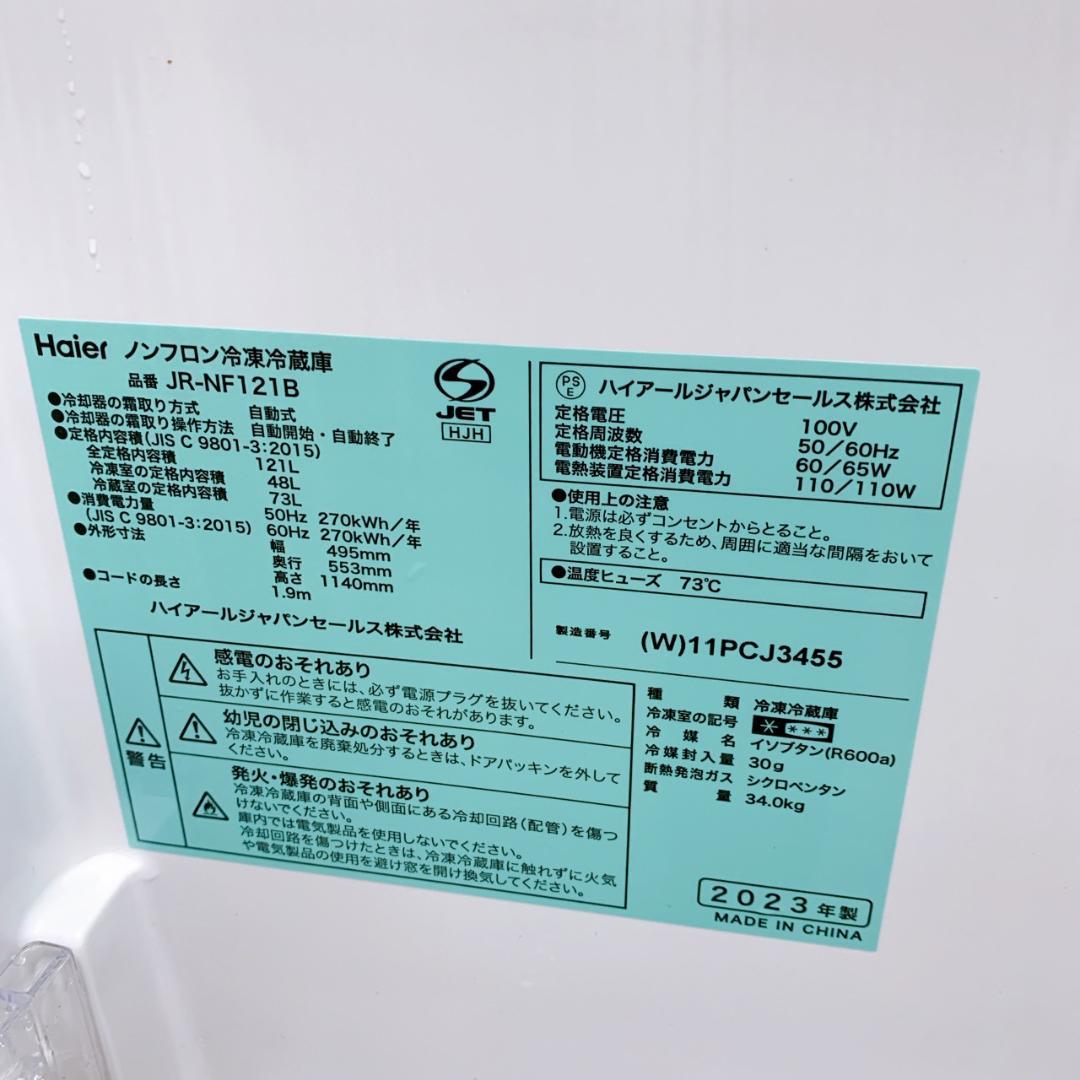 Haier ノンフロン冷凍冷蔵庫
品番 JR-NF121B
●冷却器の霜取り方式 自動式
●冷却器の霜取り操作方法 自動開始・自動終了
●定格内容積(JIS C 9801-3:2015)
全定格内容積 121L
冷凍室の定格内容積 48L
冷蔵室の定格内容積 73L
●消費電力量 50Hz 270kWh/年
(JIS C 9801-3:2015) 60Hz 270kWh/年
●外形寸法 幅 495mm
奥行 553mm
高さ 1140mm
●コードの長さ 1.9m
ハイアールジャパンセールス株式会社
S
JET
HJH
PS
E
ハイアールジャパンセールス株式会社
定格電圧 100V
定格周波数 50/60Hz
電動機定格消費電力 60/65W
電熱装置定格消費電力 110/110W
●使用上の注意
1.電源は必ずコンセントからとること。
2.放熱を良くするため、周囲に適当な間隔をおいて
設置すること。
●温度ヒューズ 73℃
製造番号 (W)11PCJ3455
警告
感電のおそれあり
お手入れのときには、必ず電源プラグを抜いてください。
抜かずに作業すると感電のおそれがあります。
幼児の閉じ込みのおそれあり
冷凍冷蔵庫を廃棄処分するときは、ドアパッキンを外して
ください。
発火・爆発のおそれあり
冷凍冷蔵庫の背面や側面にある冷却回路(配管)を傷つ
けないでください。
庫内では電気製品を使用しないでください。
冷却回路を傷つけたときは、冷凍冷蔵庫に触れずに火気
や電気製品の使用を避け窓を開け換気してください。
種類 冷凍冷蔵庫
冷凍室の記号 * ***
冷媒名 イソブタン(R600a)
冷媒封入量 30g
断熱発泡ガス シクロペンタン
質量 34.0kg
2023年製
MADE IN CHINA